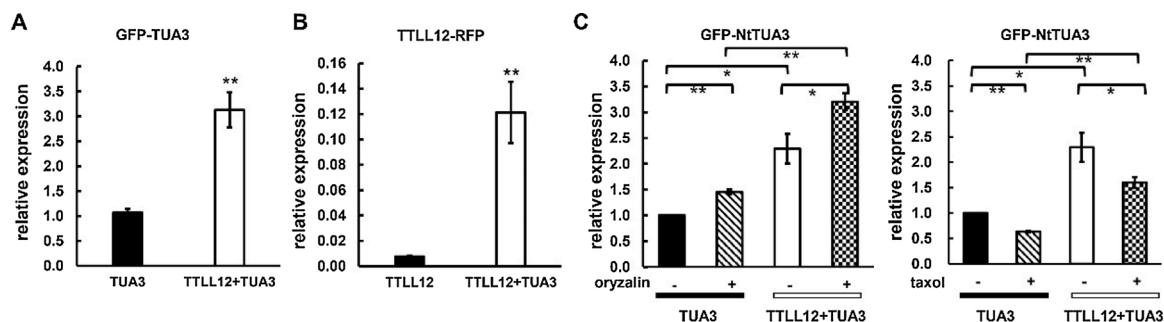 A
GFP-TUA3
relative expression
4.0
3.5
3.0
2.5
2.0
1.5
1.0
0.5
0.0
**
TUA3 TTLL12+TUA3
B
TTLL12-RFP
relative expression
0.16
0.14
0.12
0.10
0.08
0.06
0.04
0.02
0.00
**
TTLL12 TTLL12+TUA3
C
GFP-NtTUA3
relative expression
4.0
3.5
3.0
2.5
2.0
1.5
1.0
0.5
0.0
**
*
** *
oryzalin - + - +
TUA3 TTLL12+TUA3
GFP-NtTUA3
relative expression
4.0
3.5
3.0
2.5
2.0
1.5
1.0
0.5
0.0
**
*
** *
taxol - + - +
TUA3 TTLL12+TUA3